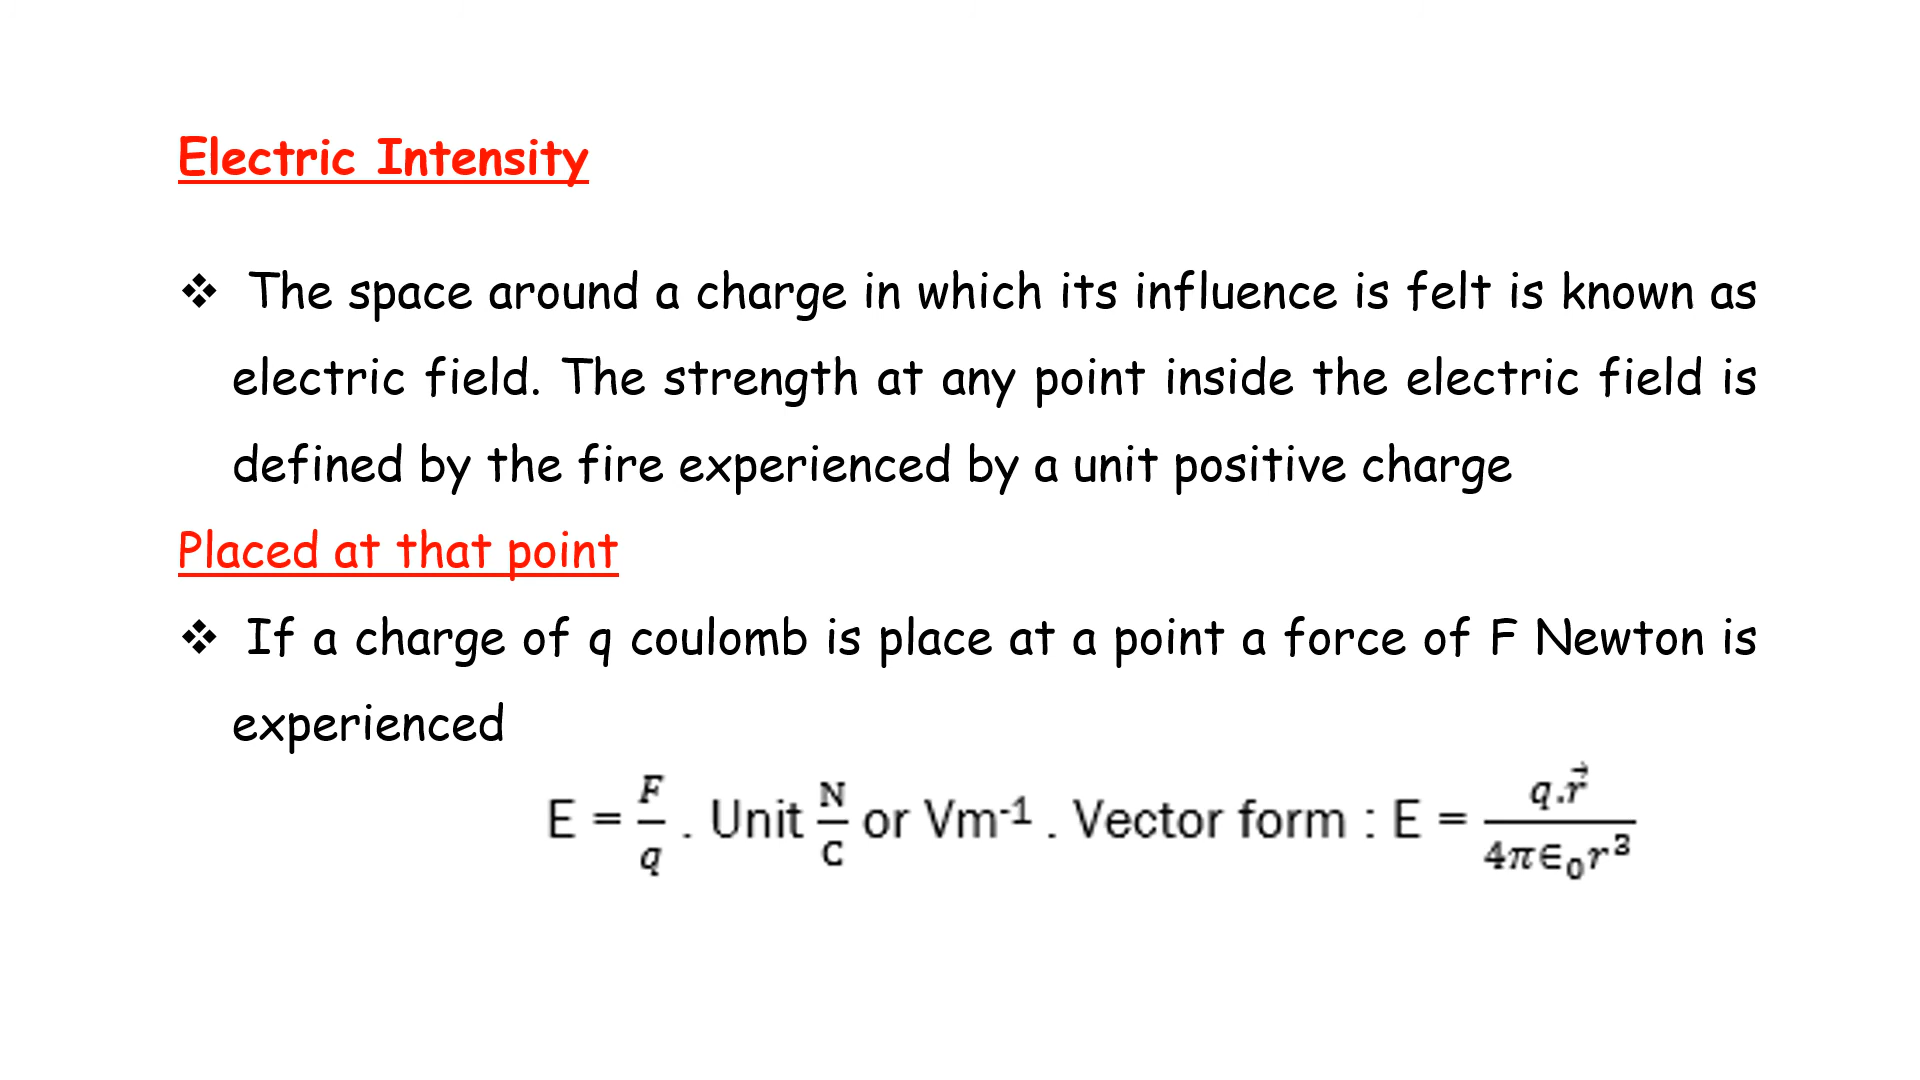 Electric Intensity
❖ The space around a charge in which its influence is felt is known as
electric field. The strength at any point inside the electric field is
defined by the fire experienced by a unit positive charge
Placed at that point
❖ If a charge of q coulomb is place at a point a force of F Newton is
experienced
E = F/q . Unit N/C or Vm⁻¹ . Vector form : E = q.r⃗/4π∈₀r³